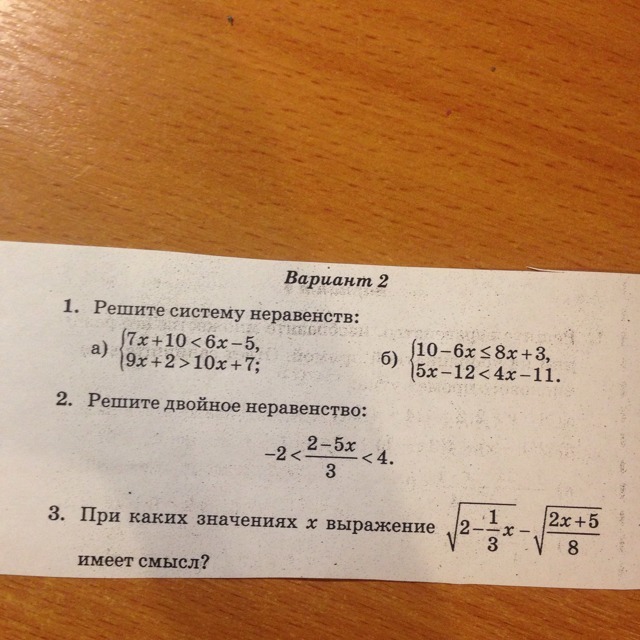 Вариант 2
1. Решите систему неравенств:
а) {7x+10<6x−5,
9x+2>10x+7;
б) {10−6x≤8x+3,
5x−12<4x−11.
2. Решите двойное неравенство:
−2< (2−5x)/3 <4.
3. При каких значениях x выражение √(2−1/3x) − √((2x+5)/8)
имеет смысл?